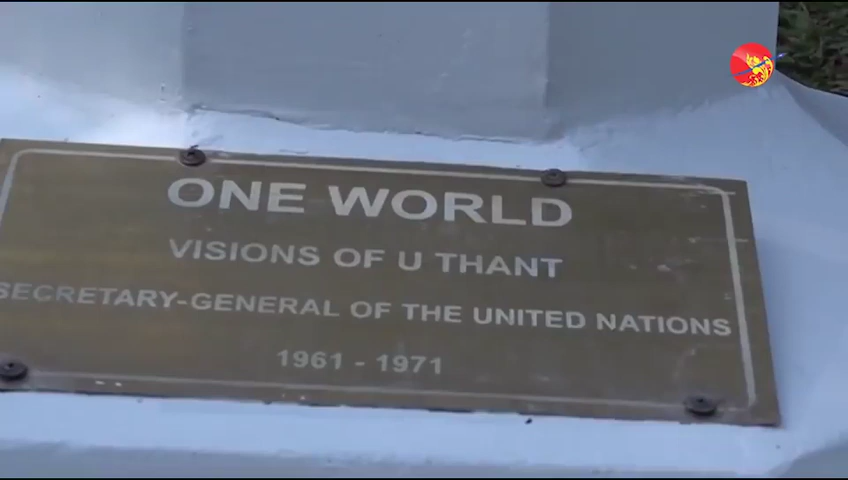 ONE WORLD
VISIONS OF U THANT
SECRETARY-GENERAL OF THE UNITED NATIONS
1961 - 1971